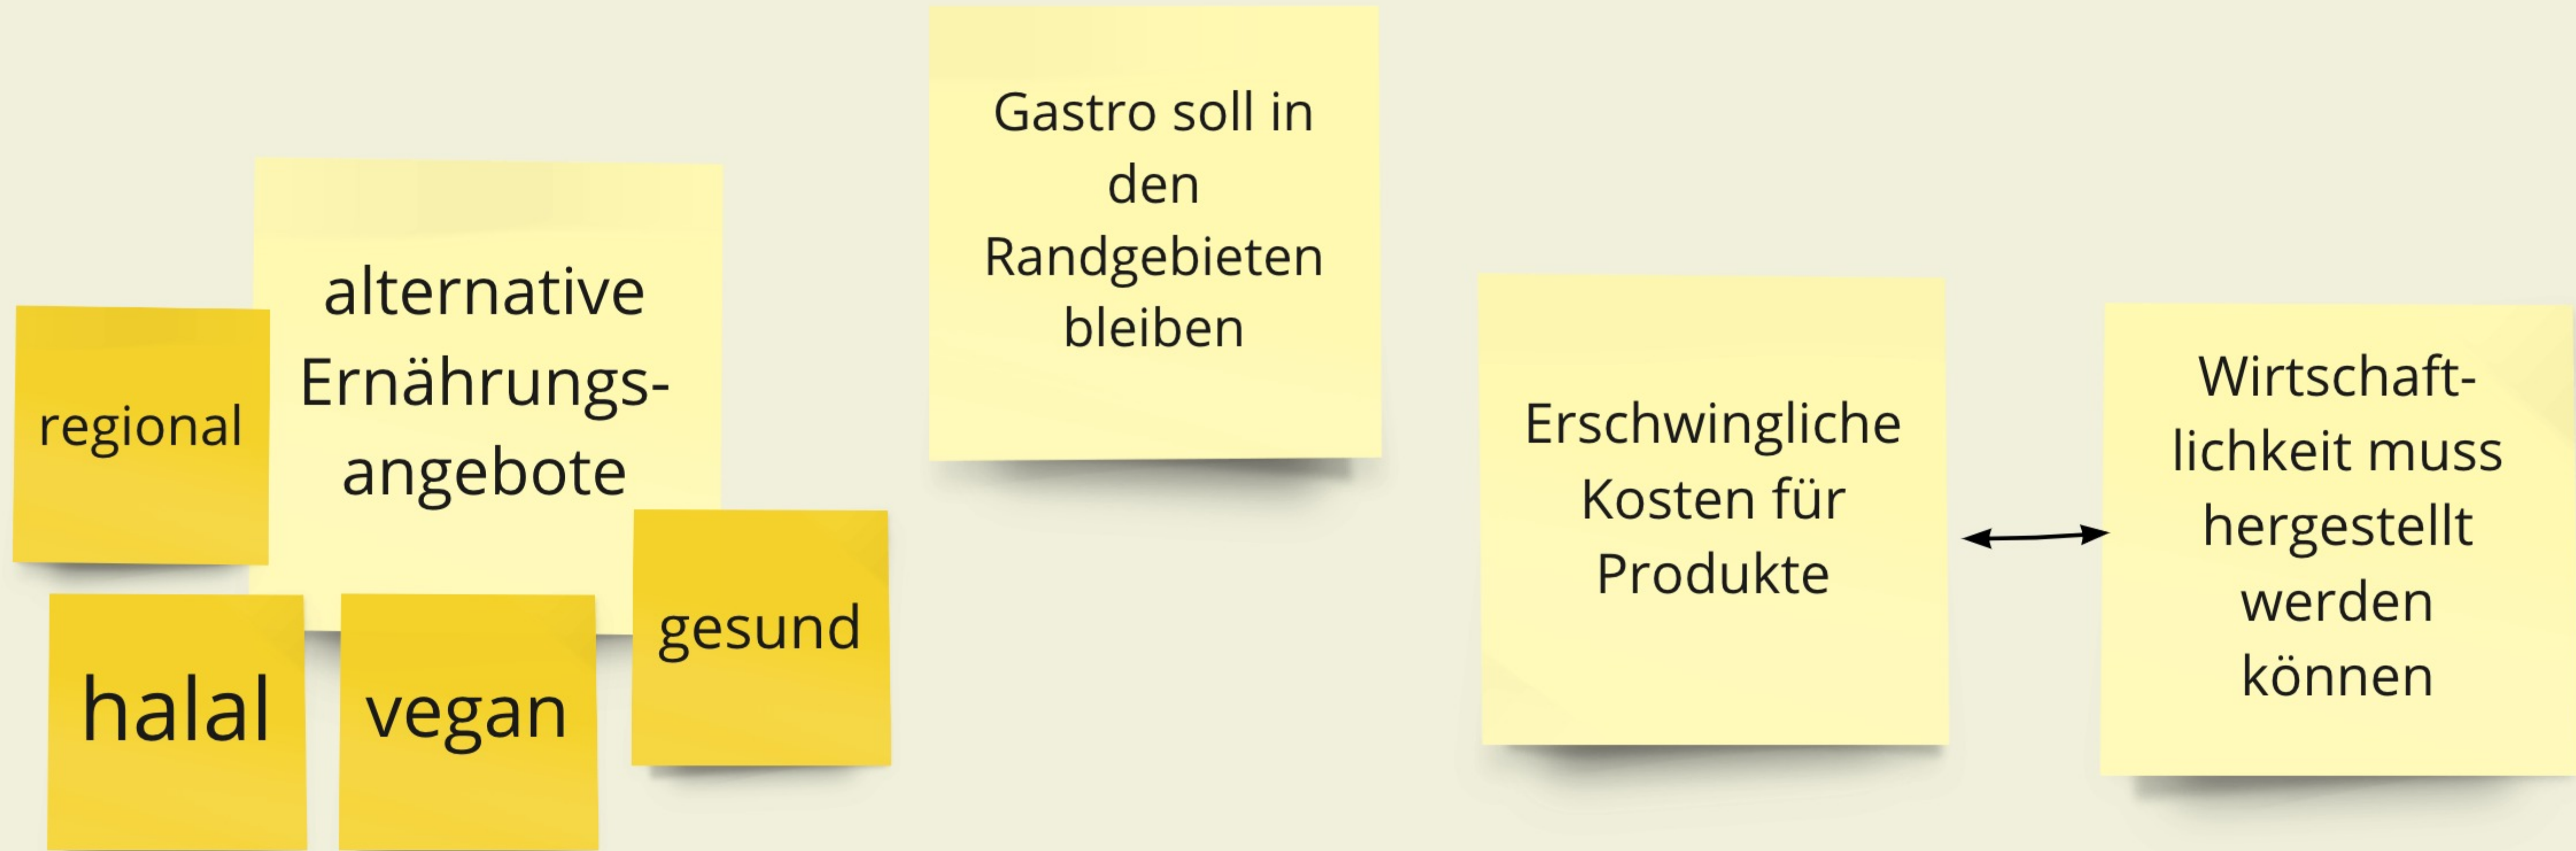 regional
alternative
Ernährungs-
angebote
halal
vegan
gesund
Gastro soll in
den
Randgebieten
bleiben
Erschwingliche
Kosten für
Produkte
Wirtschaft-
lichkeit muss
hergestellt
werden
können